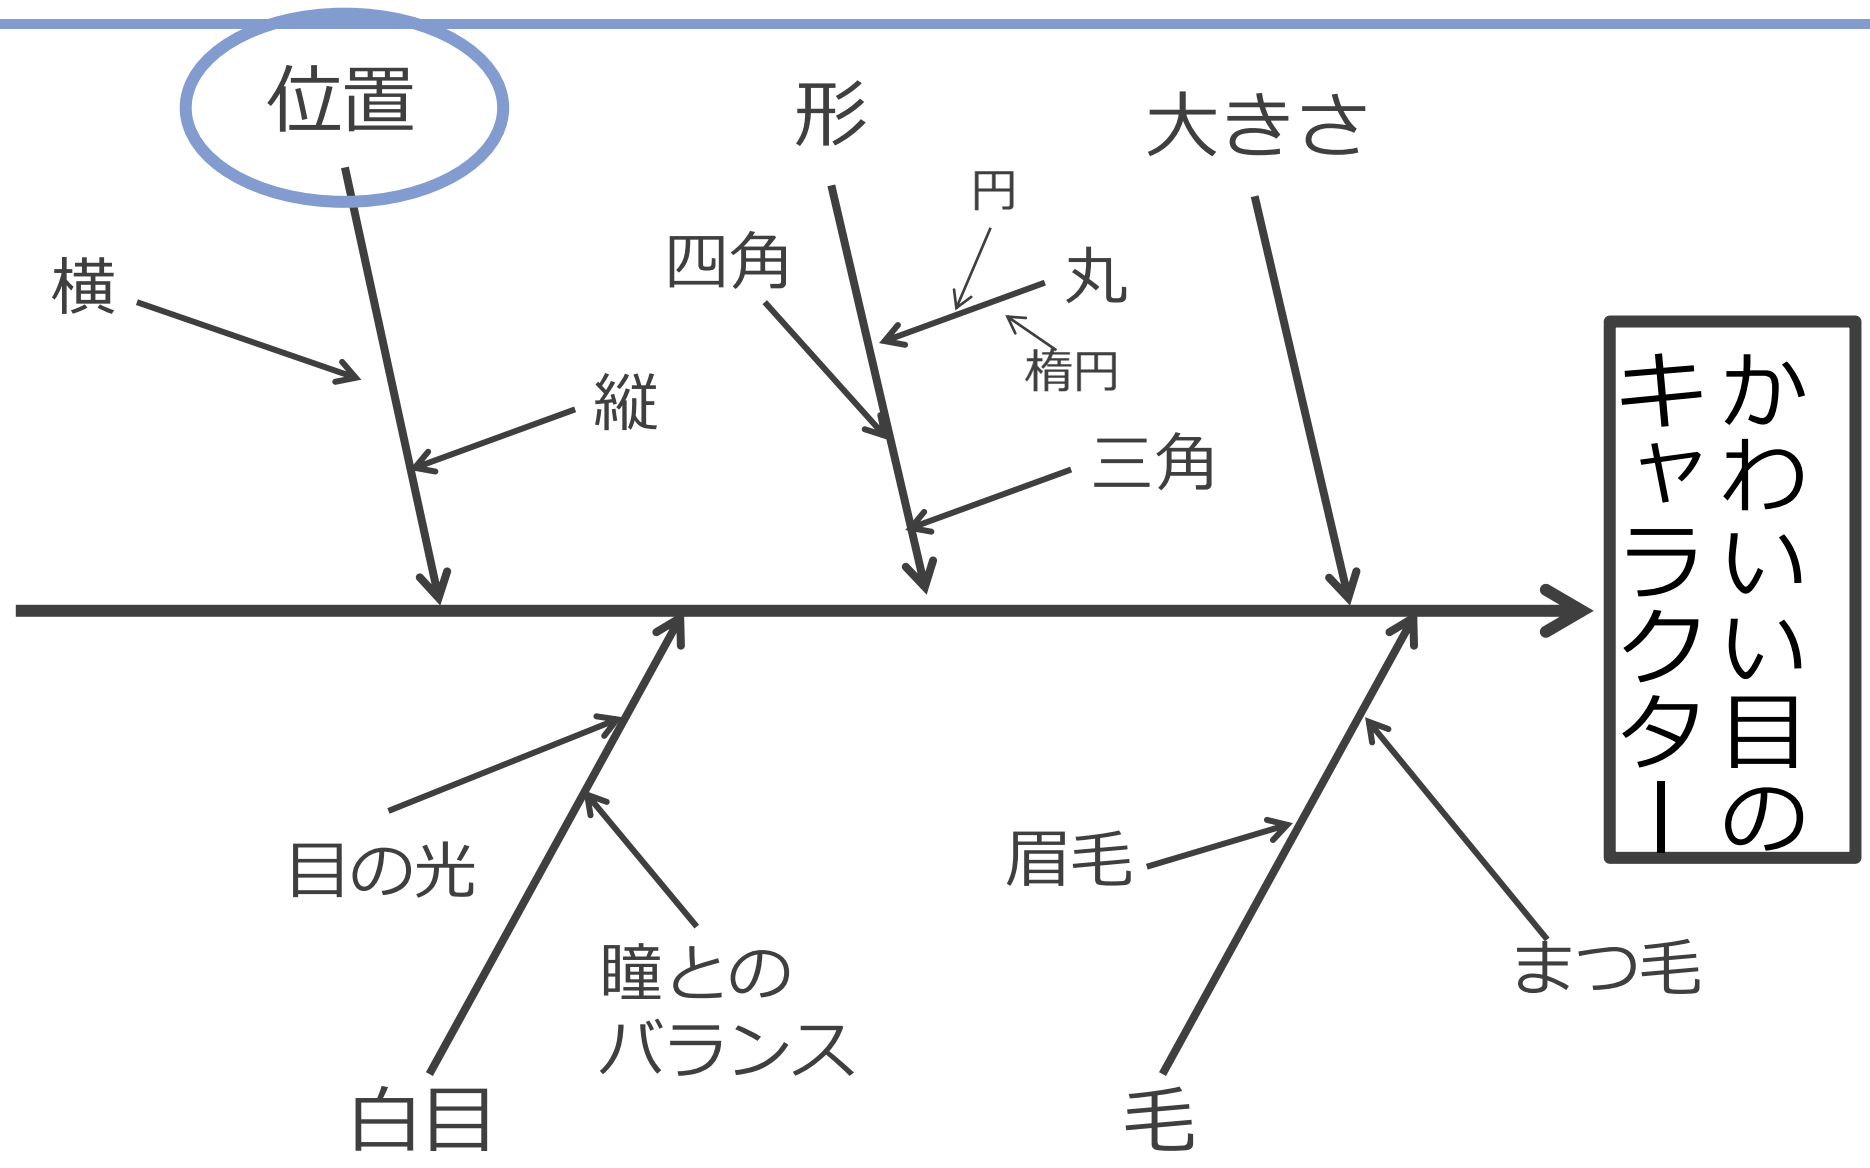 位置
形
大きさ
円
四角
丸
横
楕円
縦
三角
かわいい目の
キャラクター
目の光
眉毛
瞳との
バランス
まつ毛
白目
毛